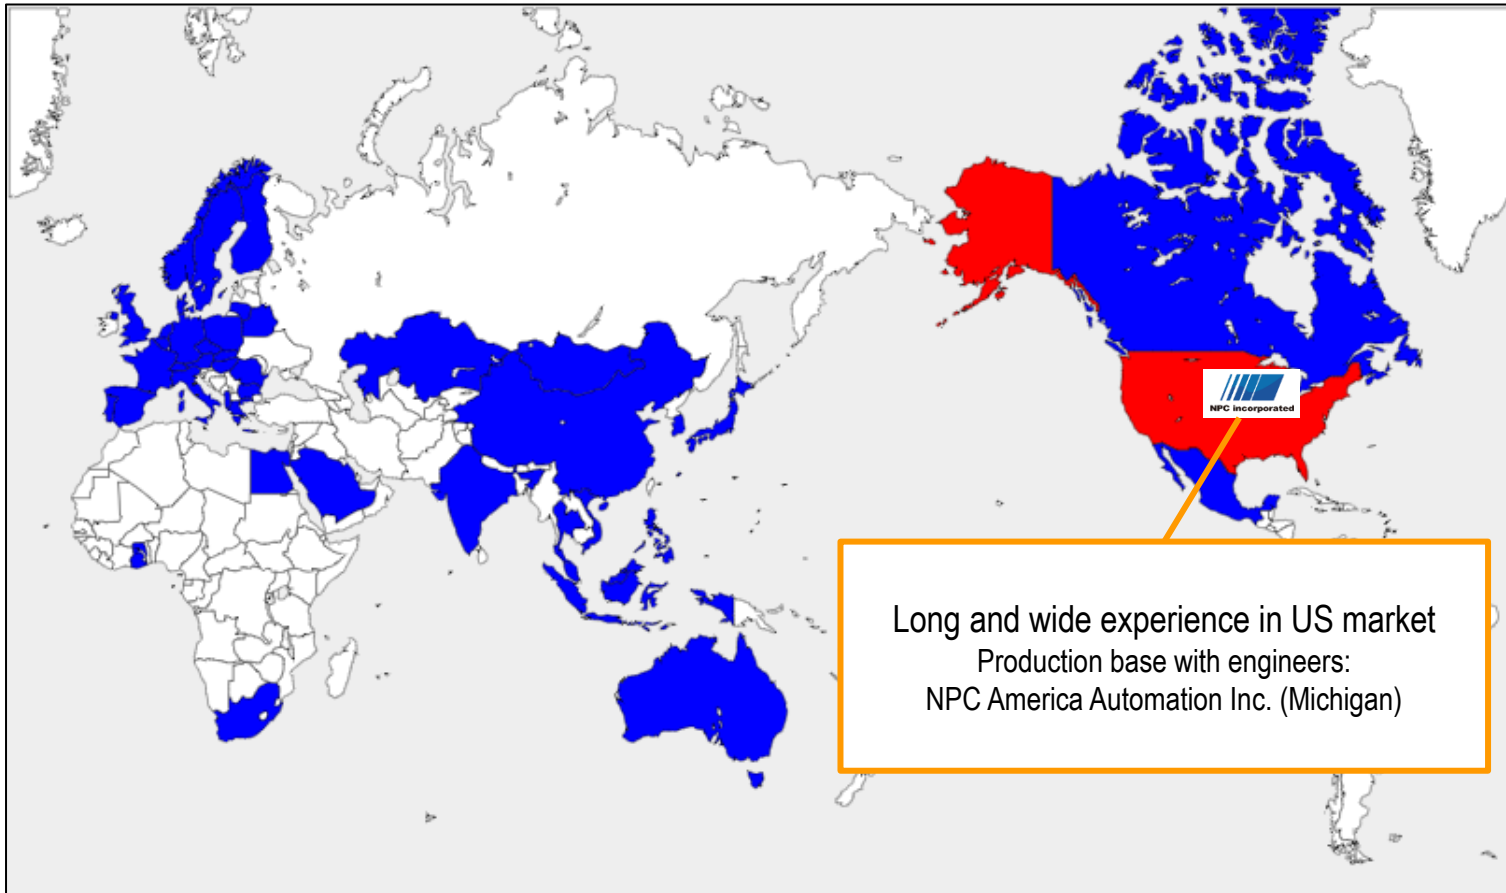 NPC incorporated
Long and wide experience in US market
Production base with engineers:
NPC America Automation Inc. (Michigan)